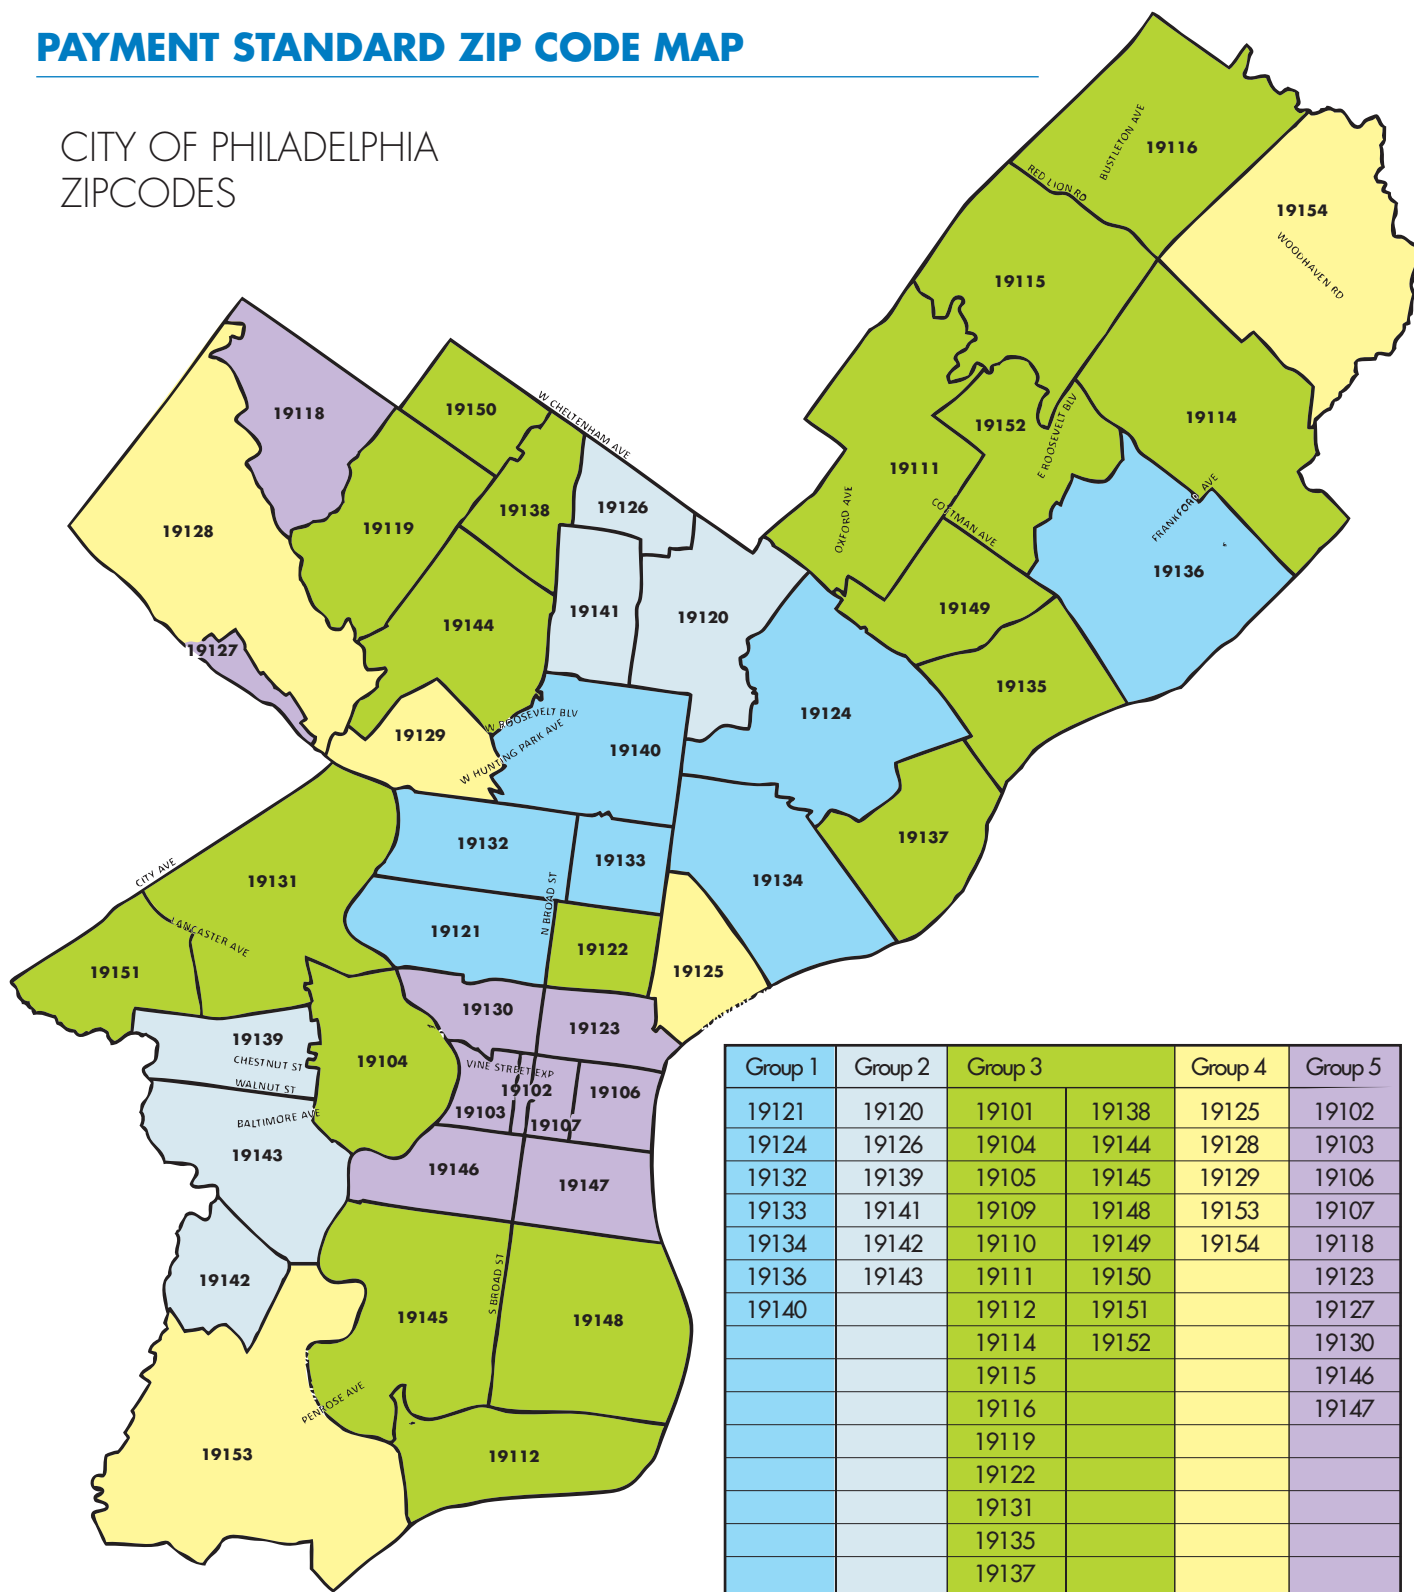 PAYMENT STANDARD ZIP CODE MAP
CITY OF PHILADELPHIA
ZIPCODES
BUSTLETON AVE
19116
RED LION RD
19154
WOODHAVEN RD
19115
19118
19150
W CHELTENHAM AVE
19152
E ROOSEVELT BLV
19114
19111
19128
19119
19138
19126
OXFORD AVE
COTTMAN AVE
FRANKFORD AVE
19136
19144
19141
19120
19149
19127
19135
19124
W ROOSEVELT BLV
19129
W HUNTING PARK AVE
19140
19137
19132
19133
19134
CITY AVE
19131
N BROAD ST
LANCASTER AVE
19121
19122
19151
19125
19130
19123
19139
CHESTNUT ST
19104
VINE STREET EXP
WALNUT ST
19102
19106
19103
BALTIMORE AVE
19107
19143
19146
19147
19142
S BROAD ST
19145
19148
PENROSE AVE
19153
19112
Group 1 Group 2 Group 3 Group 4 Group 5
19121 19120 19101 19138 19125 19102
19124 19126 19104 19144 19128 19103
19132 19139 19105 19145 19129 19106
19133 19141 19109 19148 19153 19107
19134 19142 19110 19149 19154 19118
19136 19143 19111 19150 19123
19140 19112 19151 19127
19114 19152 19130
19115 19146
19116 19147
19119
19122
19131
19135
19137